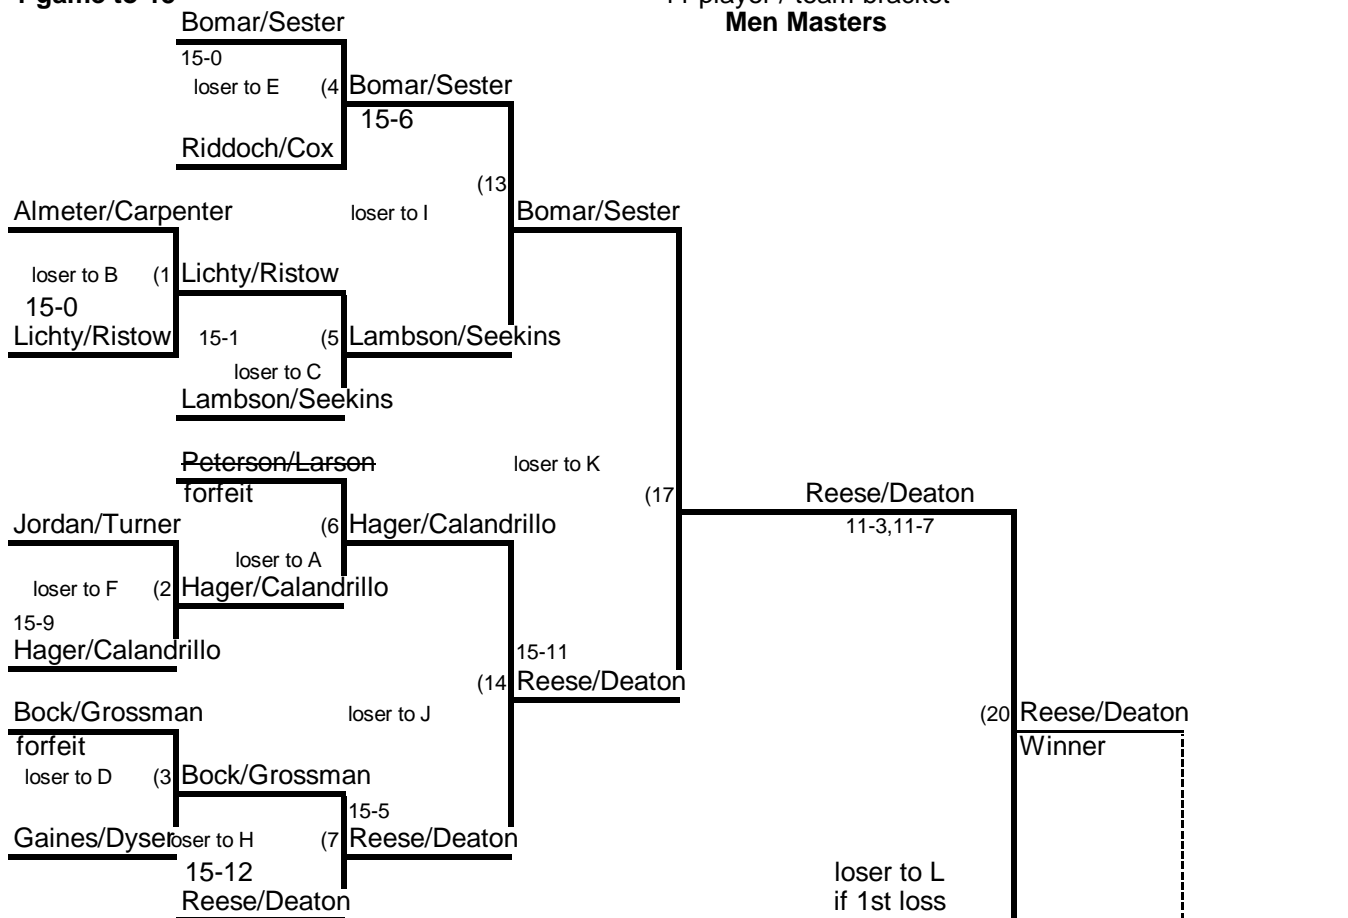 Bomar/Sester
Men Masters
15-0
loser to E (4 Bomar/Sester
15-6
Riddoch/Cox
(13
Almeter/Carpenter loser to I Bomar/Sester
loser to B (1 Lichty/Ristow
15-0
Lichty/Ristow 15-1 (5 Lambson/Seekins
loser to C
Lambson/Seekins
Peterson/Larson loser to K
forfeit (17 Reese/Deaton
Jordan/Turner (6 Hager/Calandrillo 11-3,11-7
loser to A
loser to F (2 Hager/Calandrillo
15-9
Hager/Calandrillo 15-11
(14 Reese/Deaton
Bock/Grossman loser to J (20 Reese/Deaton
forfeit Winner
loser to D (3 Bock/Grossman
15-5
Gaines/Dyser oser to H (7 Reese/Deaton
15-12 loser to L
Reese/Deaton if 1st loss